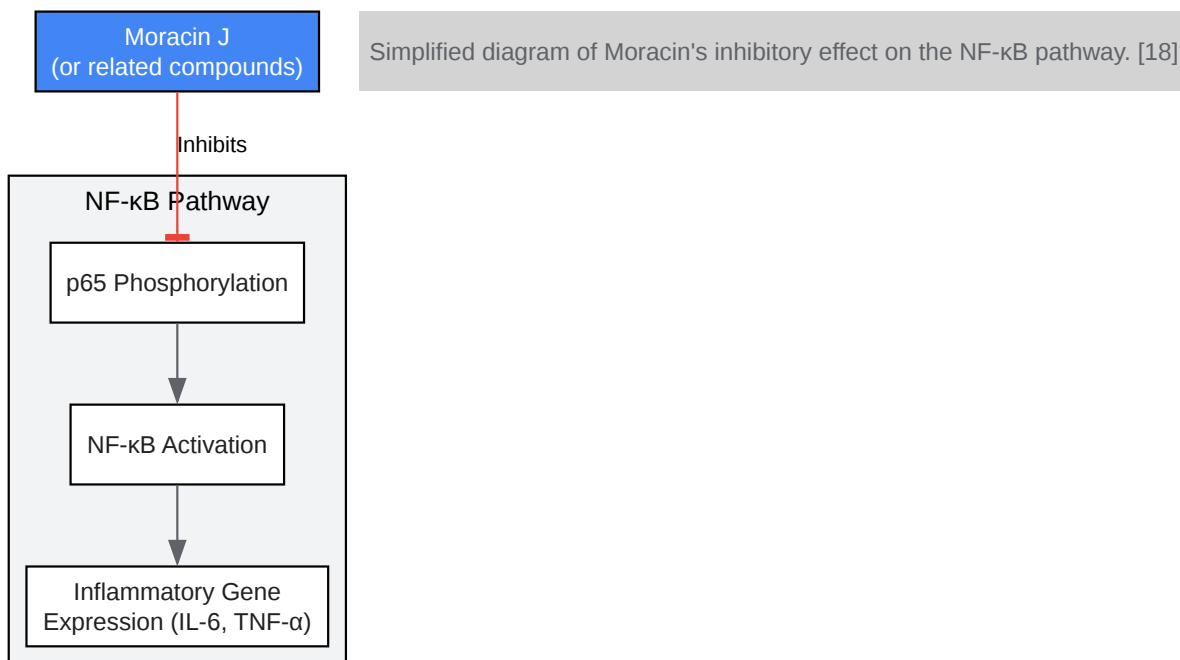 Moracin J
(or related compounds)
Simplified diagram of Moracin's inhibitory effect on the NF-κB pathway. [18]
Inhibits
NF-κB Pathway
p65 Phosphorylation
NF-κB Activation
Inflammatory Gene
Expression (IL-6, TNF-α)